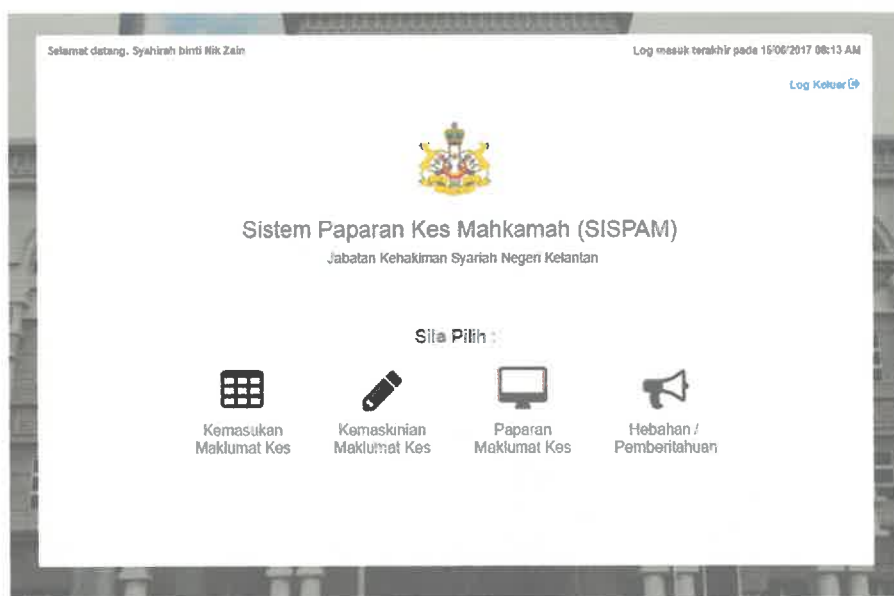 Selamat datang. Syahirah binti Nik Zain
Log masuk terakhir pada 15/06/2017 08:13 AM
Log Keluar
Sistem Paparan Kes Mahkamah (SISPAM)
Jabatan Kehakiman Syariah Negeri Kelantan
Sila Pilih :
Kemasukan Maklumat Kes
Kemaskinian Maklumat Kes
Paparan Maklumat Kes
Hebahan / Pemberitahuan